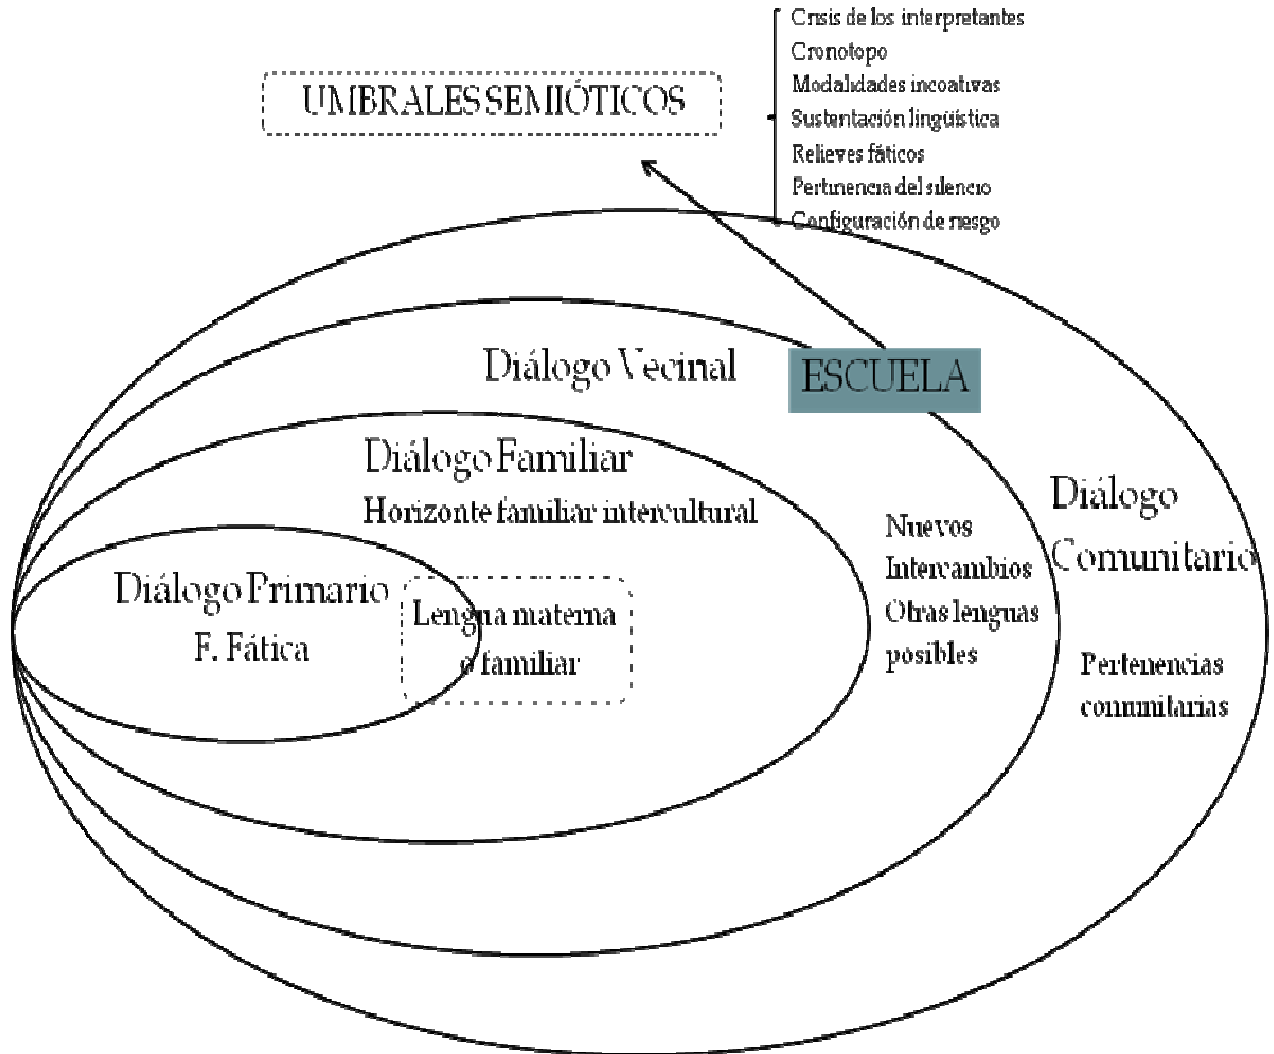 Crisis de los interpretantes
Cronotopo
Modalidades incoativas
Sustentación lingüística
Relieves fáticos
Pertinencia del silencio
Configuración de riesgo
UMBRALES SEMIÓTICOS
Diálogo Vecinal
ESCUELA
Diálogo Familiar
Horizonte familiar intercultural
Diálogo
Comunitario
Nuevos
Intercambios
Otras lenguas
posibles
Diálogo Primario
F. Fática
Lengua materna
o familiar
Pertenencias
comunitarias